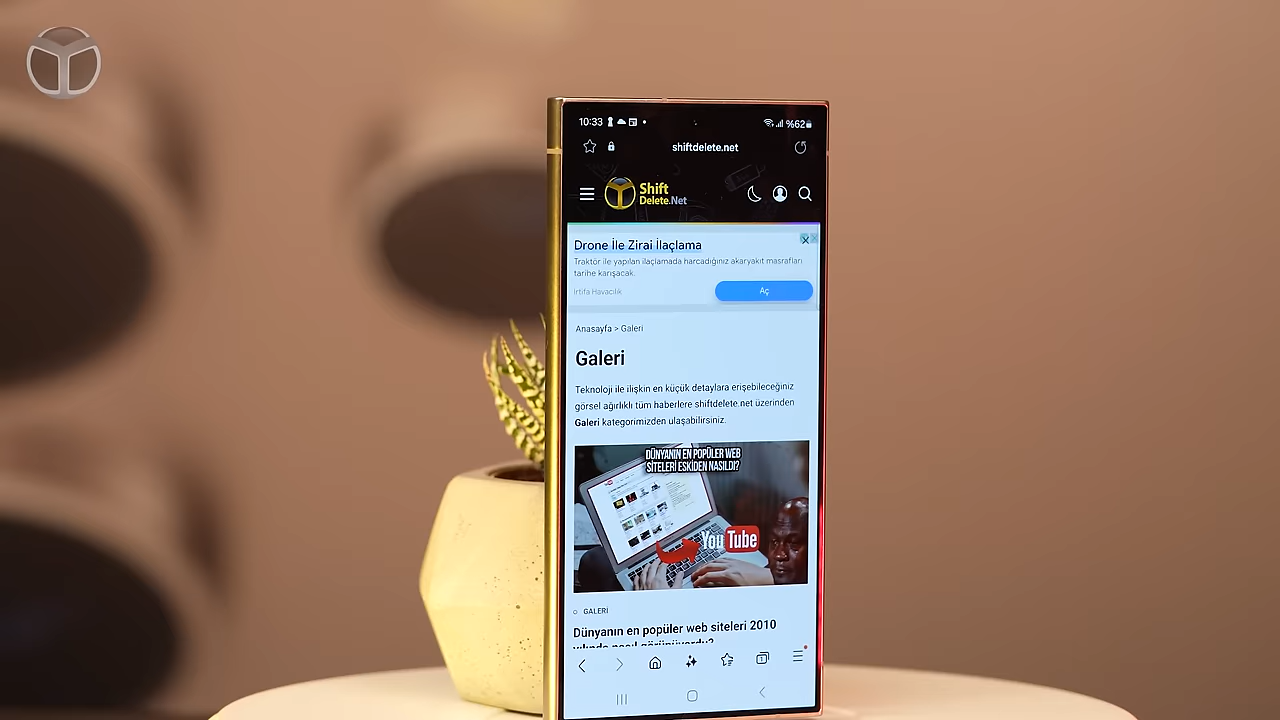 10:33
%62
shiftdelete.net
Shift
Delete.Net
Drone İle Zirai İlaçlama
Traktör ile yapılan ilaçlamada harcadığınız akaryakıt masrafları
tarihe karışacak.
İrtifa Havacılık
Aç
Anasayfa > Galeri
Galeri
Teknoloji ile ilişkin en küçük detaylara erişebileceğiniz
görsel ağırlıklı tüm haberlere shiftdelete.net üzerinden
Galeri kategorimizden ulaşabilirsiniz.
DÜNYANIN EN POPÜLER WEB
SİTELERİ ESKİDEN NASILDI?
YouTube
GALERİ
Dünyanın en popüler web siteleri 2010
yılında nasıl görünüyordu?